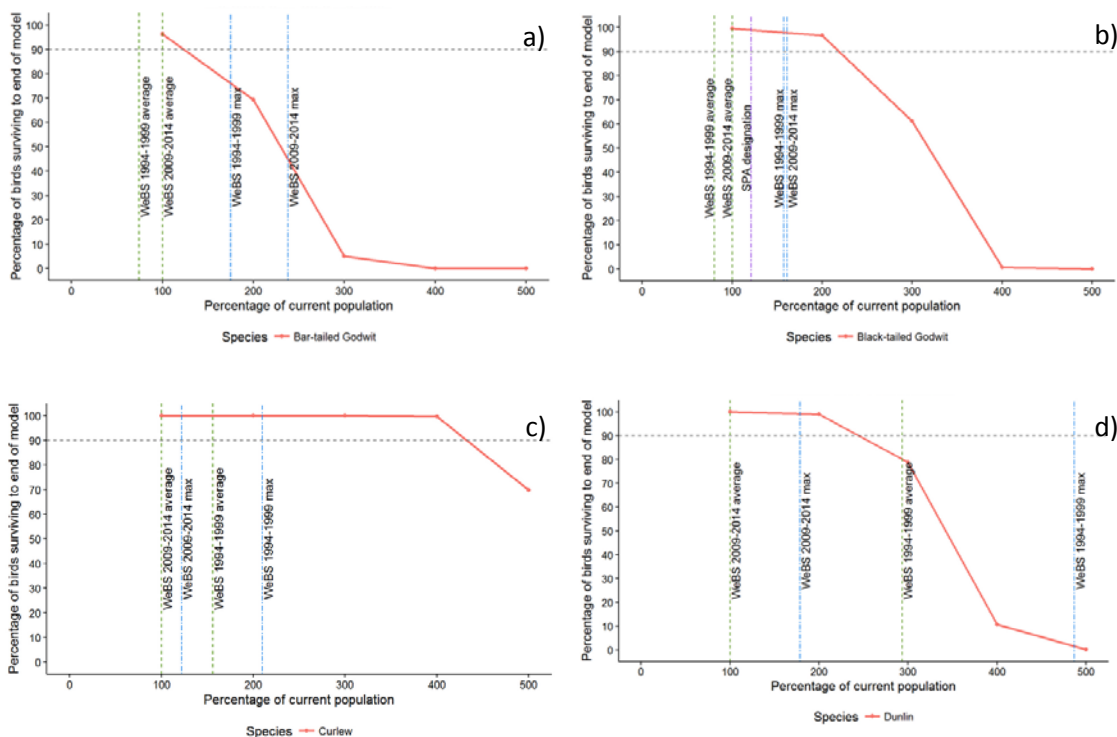 a)
Percentage of birds surviving to end of model
100
90
80
70
60
50
40
30
20
10
0
WeBS 1994-1999 average
WeBS 2009-2014 average
WeBS 1994-1999 max
WeBS 2009-2014 max
0 100 200 300 400 500
Percentage of current population
Species Bar-tailed Godwit
b)
Percentage of birds surviving to end of model
100
90
80
70
60
50
40
30
20
10
0
WeBS 1994-1999 average
WeBS 2009-2014 average
SPA designation
WeBS 1994-1999 max
WeBS 2009-2014 max
0 100 200 300 400 500
Percentage of current population
Species Black-tailed Godwit
c)
Percentage of birds surviving to end of model
100
90
80
70
60
50
40
30
20
10
0
WeBS 2009-2014 average
WeBS 2009-2014 max
WeBS 1994-1999 average
WeBS 1994-1999 max
0 100 200 300 400 500
Percentage of current population
Species Curlew
d)
Percentage of birds surviving to end of model
100
90
80
70
60
50
40
30
20
10
0
WeBS 2009-2014 average
WeBS 2009-2014 max
WeBS 1994-1999 average
WeBS 1994-1999 max
0 100 200 300 400 500
Percentage of current population
Species Dunlin